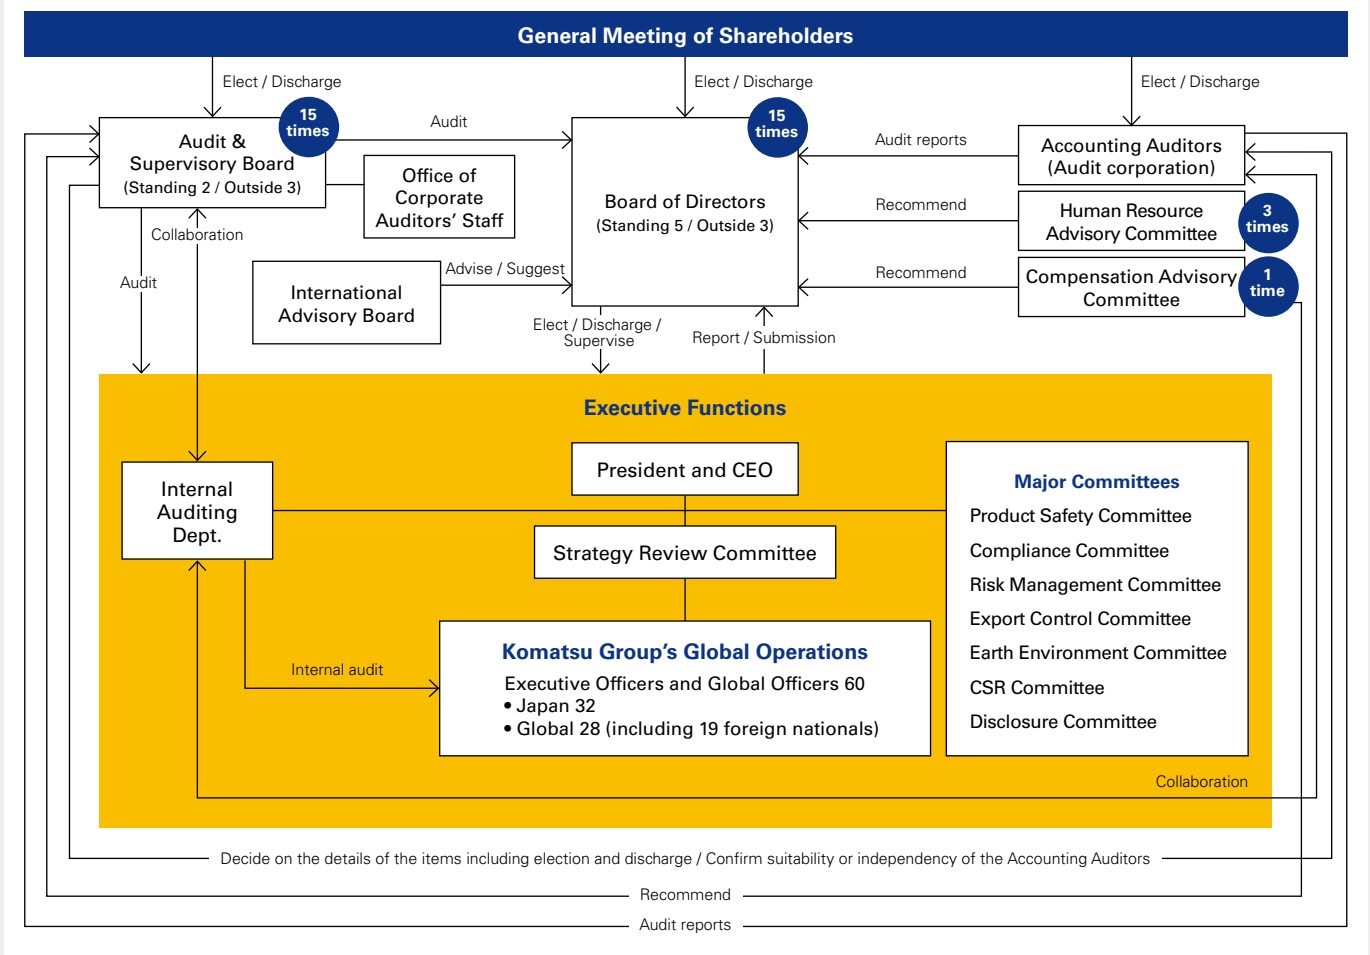 General Meeting of Shareholders
Elect / Discharge
Elect / Discharge
Elect / Discharge
15
times
Audit &
Supervisory Board
(Standing 2 / Outside 3)
Audit
Office of
Corporate
Auditors’ Staff
15
times
Board of Directors
(Standing 5 / Outside 3)
Audit reports
Accounting Auditors
(Audit corporation)
Recommend
Human Resource
Advisory Committee
3
times
Recommend
Compensation Advisory
Committee
1
time
Collaboration
Audit
International
Advisory Board
Advise / Suggest
Elect / Discharge /
Supervise
Report / Submission
Executive Functions
Internal
Auditing
Dept.
President and CEO
Strategy Review Committee
Internal audit
Komatsu Group’s Global Operations
Executive Officers and Global Officers 60
• Japan 32
• Global 28 (including 19 foreign nationals)
Major Committees
Product Safety Committee
Compliance Committee
Risk Management Committee
Export Control Committee
Earth Environment Committee
CSR Committee
Disclosure Committee
Collaboration
Decide on the details of the items including election and discharge / Confirm suitability or independency of the Accounting Auditors
Recommend
Audit reports